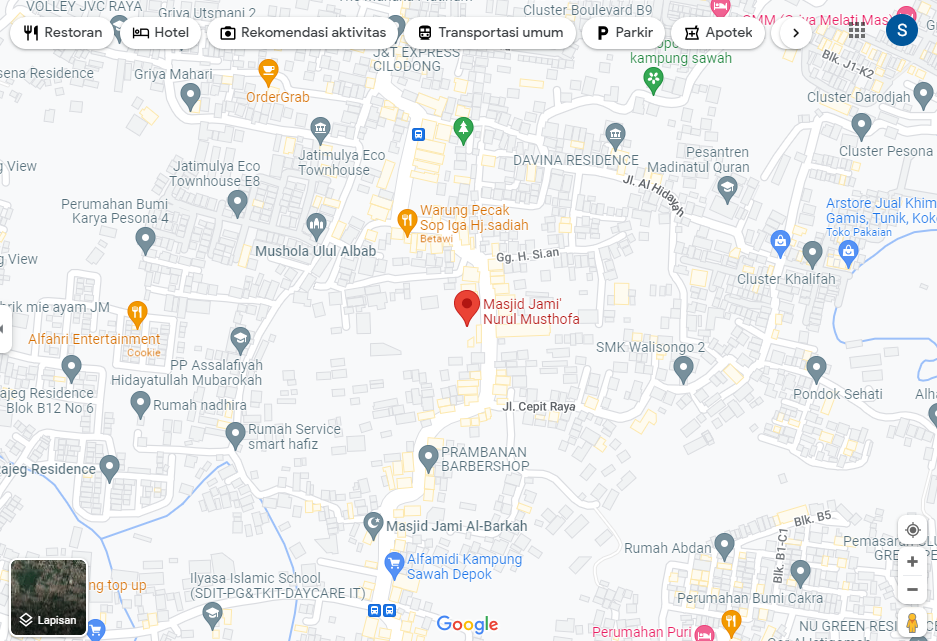 VOLLEY JVC RAYA
Griya Utsmani 2
Cluster Boulevard B9
SMM (Griya Melati Mas)
Restoran
Hotel
Rekomendasi aktivitas
Transportasi umum
Parkir
Apotek
S
J&T EXPRESS
CILODONG
kampung sawah
Blk. J1-K2
Residence
Griya Mahari
OrderGrab
Cluster Darodjah
Cluster Pesona
View
Jatimulya Eco
Townhouse E8
Jatimulya Eco
Townhouse
DAVINA RESIDENCE
Pesantren
Madinatul Quran
Jl. Al Hidayah
Perumahan Bumi
Karya Pesona 4
Warung Pecak
Sop Iga Hj.sadiah
Betawi
Arstore Jual Khim
Gamis, Tunik, Kok
Toko Pakaian
Mushola Ulul Albab
Gg. H. Si.an
View
Cluster Khalifah
mie ayam JM
Masjid Jami'
Nurul Musthofa
Alfahri Entertainment
Cookie
SMK Walisongo 2
PP Assalafiyah
Hidayatullah Mubarokah
Residence
Blok B12 No 6
Rumah nadhira
Jl. Cepit Raya
Pondok Sehati
Alh
Rumah Service
smart hafiz
PRAMBANAN
BARBERSHOP
ajeg Residence
Masjid Jami Al-Barkah
Blk. B5
Blk. B1-C1
Rumah Abdan
Pemasaran
GREEN
Alfamidi Kampung
Sawah Depok
ng top up
Ilyasa Islamic School
(SDIT-PG&TKIT-DAYCARE IT)
Perumahan Bumi Cakra
Lapisan
Google
Perumahan Puri
NU GREEN RESIDENCE